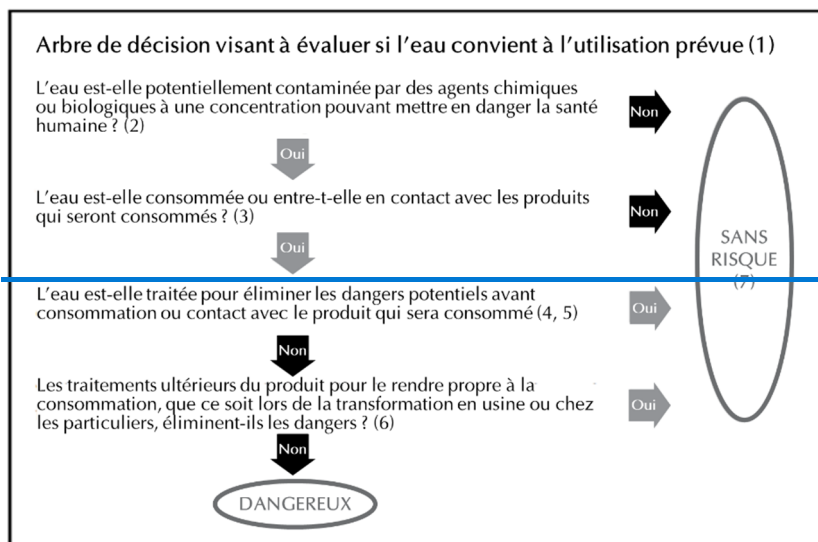 Arbre de décision visant à évaluer si l'eau convient à l'utilisation prévue (1)
L'eau est-elle potentiellement contaminée par des agents chimiques
ou biologiques à une concentration pouvant mettre en danger la santé
humaine ? (2)
Non
Oui
L'eau est-elle consommée ou entre-t-elle en contact avec les produits
qui seront consommés ? (3)
Non
Oui
SANS
RISQUE
(7)
L'eau est-elle traitée pour éliminer les dangers potentiels avant
consommation ou contact avec le produit qui sera consommé (4, 5)
Oui
Non
Les traitements ultérieurs du produit pour le rendre propre à la
consommation, que ce soit lors de la transformation en usine ou chez
les particuliers, éliminent-ils les dangers ? (6)
Oui
Non
DANGEREUX